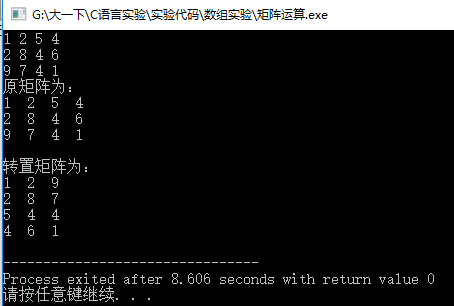 G:\大一下\C语言实验\实验代码\数组实验\矩阵运算.exe
1 2 5 4
2 8 4 6
9 7 4 1
原矩阵为:
1 2 5 4
2 8 4 6
9 7 4 1
转置矩阵为:
1 2 9
2 8 7
5 4 4
4 6 1
--------------------------------
Process exited after 8.606 seconds with return value 0
请按任意键继续. . .